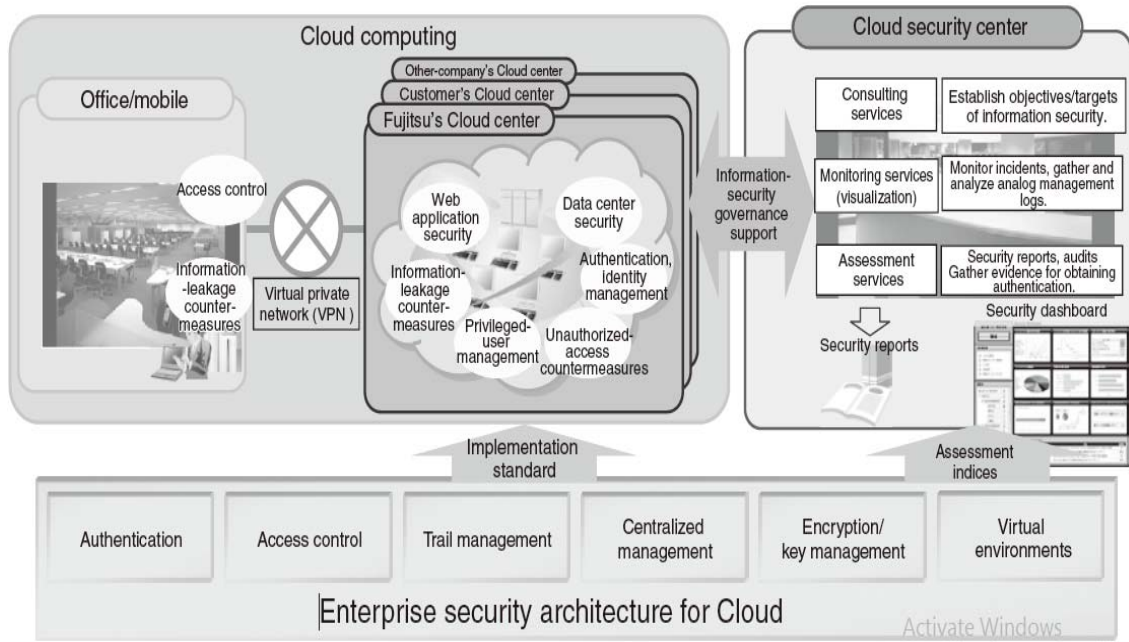 Cloud computing
Office/mobile
Access control
Information
-leakage
counter-
measures
Virtual private
network (VPN )
Other-company's Cloud center
Customer's Cloud center
Fujitsu's Cloud center
Web
application
security
Data center
security
Information-
leakage
counter-
measures
Authentication,
identity
management
Privileged-
user
management
Unauthorized-
access
countermeasures
Information-
security
governance
support
Cloud security center
Consulting
services
Establish objectives/targets
of information security.
Monitoring services
(visualization)
Monitor incidents, gather and
analyze analog management
logs.
Assessment
services
Security reports, audits
Gather evidence for obtaining
authentication.
Security reports
Security dashboard
Implementation
standard
Assessment
indices
Authentication
Access control
Trail management
Centralized
management
Encryption/
key management
Virtual
environments
Enterprise security architecture for Cloud
Activate Windows